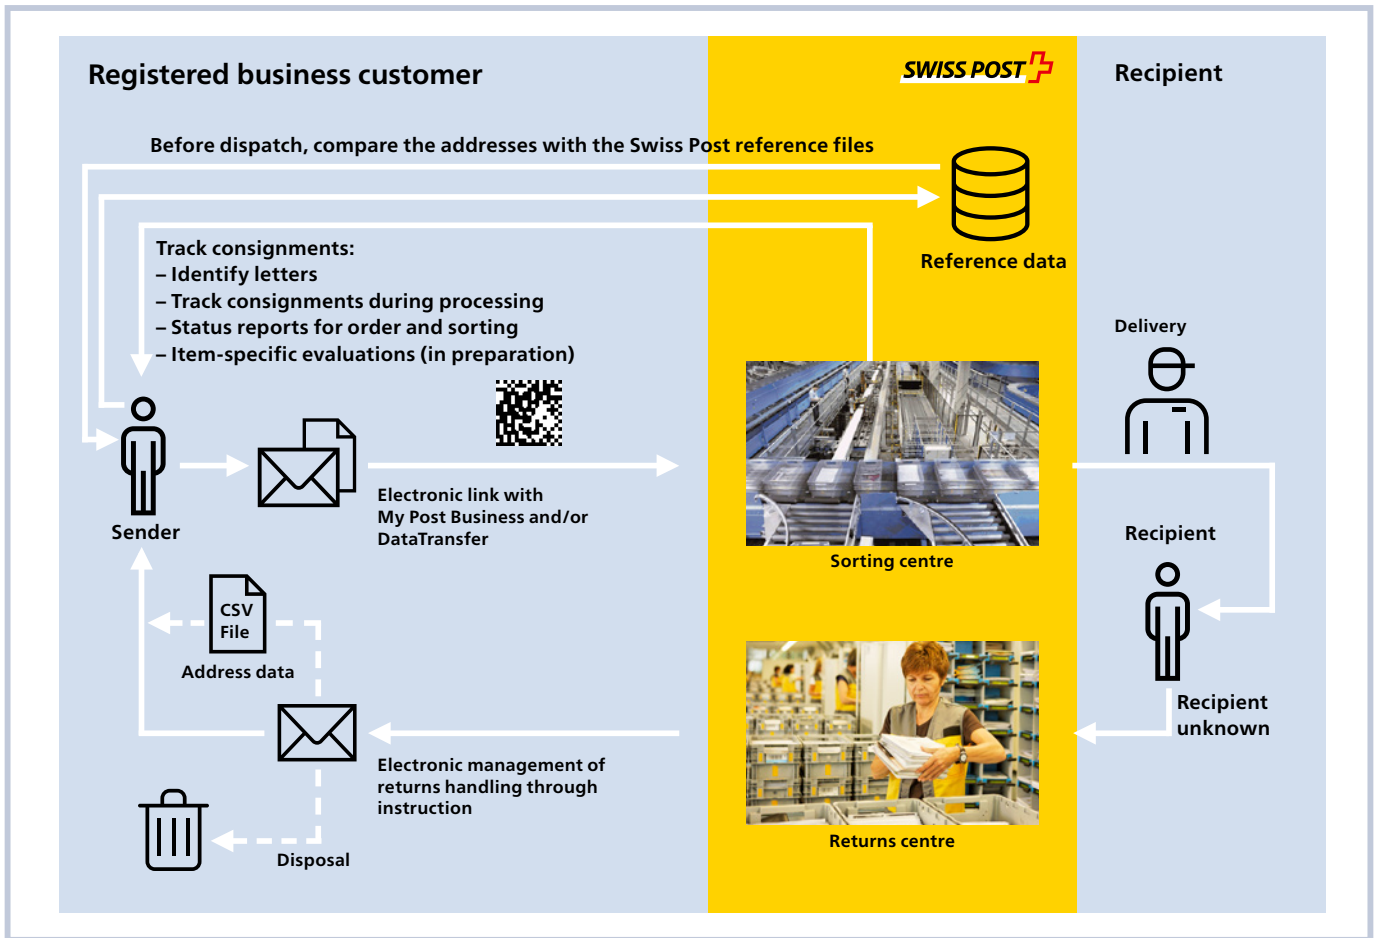 Registered business customer
SWISS POST
Recipient
Before dispatch, compare the addresses with the Swiss Post reference files
Track consignments:
– Identify letters
– Track consignments during processing
– Status reports for order and sorting
– Item-specific evaluations (in preparation)
Reference data
Delivery
Sender
Electronic link with
My Post Business and/or
DataTransfer
Sorting centre
Recipient
CSV
File
Address data
Recipient
unknown
Electronic management of
returns handling through
instruction
Returns centre
Disposal